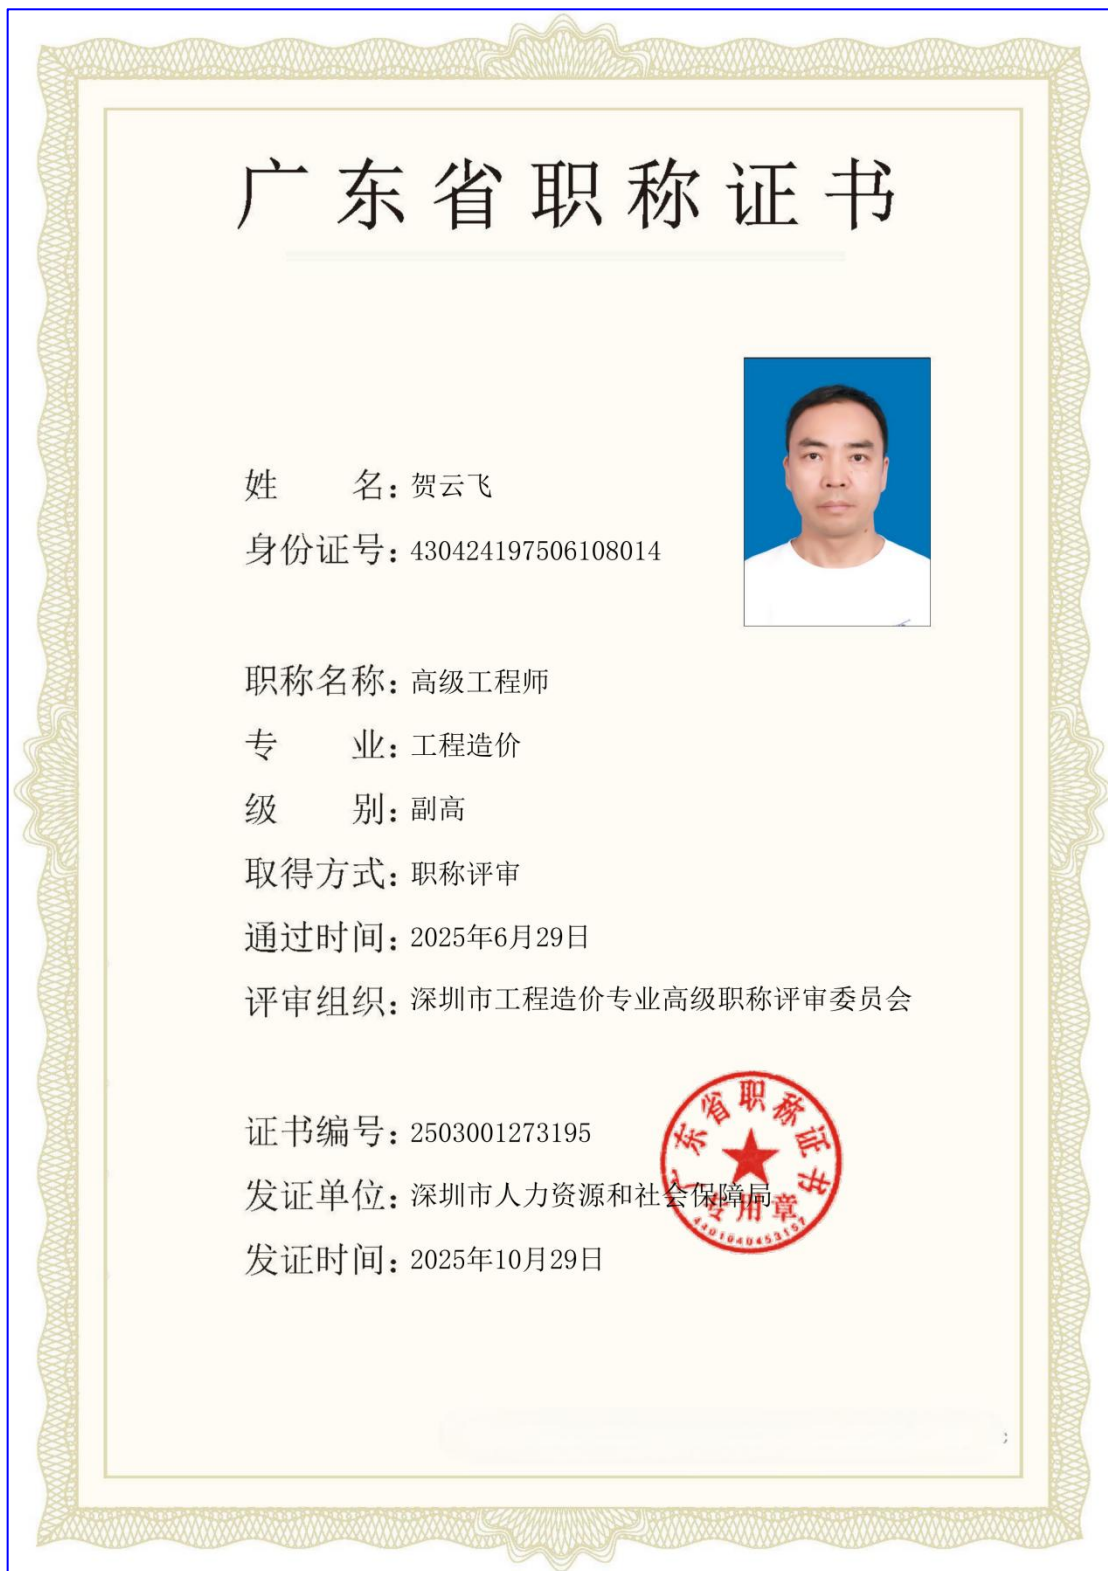 广东省职称证书
姓名：贺云飞
身份证号：430424197506108014
职称名称：高级工程师
专业：工程造价
级别：副高
取得方式：职称评审
通过时间：2025年6月29日
评审组织：深圳市工程造价专业高级职称评审委员会
证书编号：2503001273195
发证单位：深圳市人力资源和社会保障局
发证时间：2025年10月29日
广东省职称证书
专用章
4401040453157